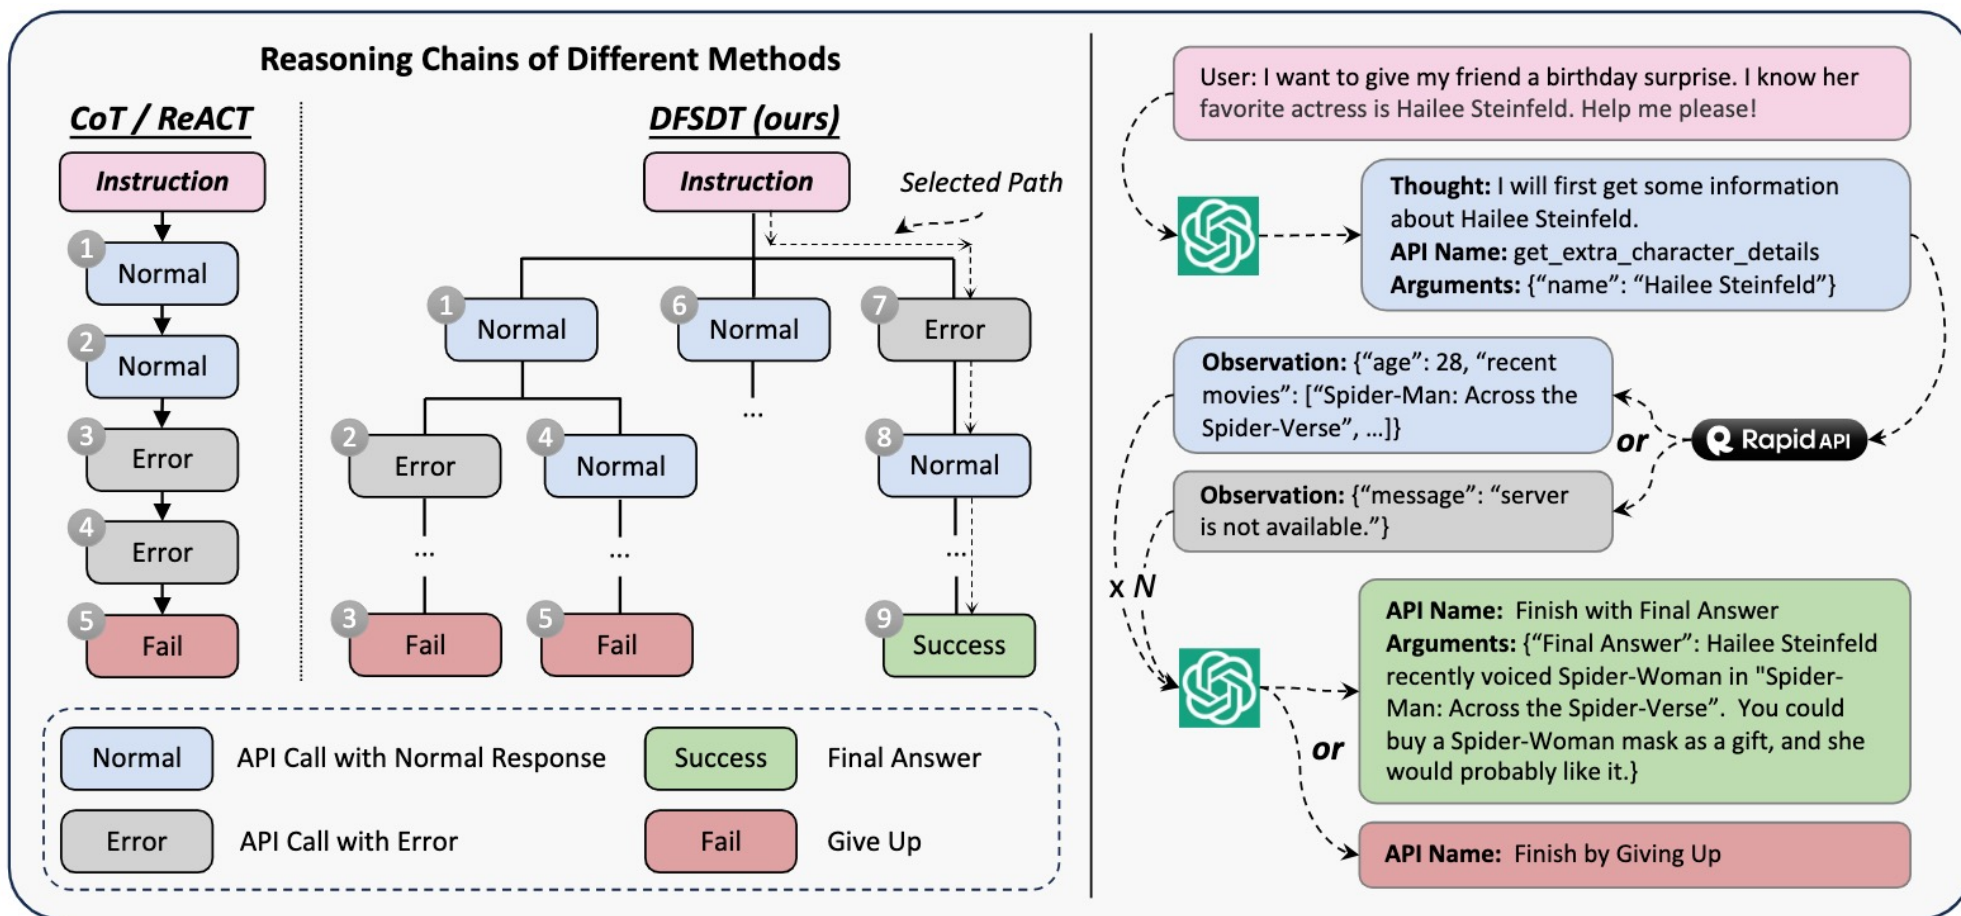 Reasoning Chains of Different Methods
CoT / ReACT
Instruction
1
Normal
2
Normal
3
Error
4
Error
5
Fail
DFSDT (ours)
Instruction
Selected Path
1
Normal
6
Normal
7
Error
...
2
Error
4
Normal
8
Normal
...
...
...
3
Fail
5
Fail
9
Success
Normal
API Call with Normal Response
Success
Final Answer
Error
API Call with Error
Fail
Give Up
User: I want to give my friend a birthday surprise. I know her
favorite actress is Hailee Steinfeld. Help me please!
Thought: I will first get some information
about Hailee Steinfeld.
API Name: get_extra_character_details
Arguments: {“name”: “Hailee Steinfeld”}
Observation: {“age”: 28, “recent
movies”: [“Spider-Man: Across the
Spider-Verse”, ...]}
or
Rapid API
Observation: {“message”: “server
is not available.”}
x N
API Name: Finish with Final Answer
Arguments: {“Final Answer”: Hailee Steinfeld
recently voiced Spider-Woman in "Spider-
Man: Across the Spider-Verse”. You could
buy a Spider-Woman mask as a gift, and she
would probably like it.}
or
API Name: Finish by Giving Up